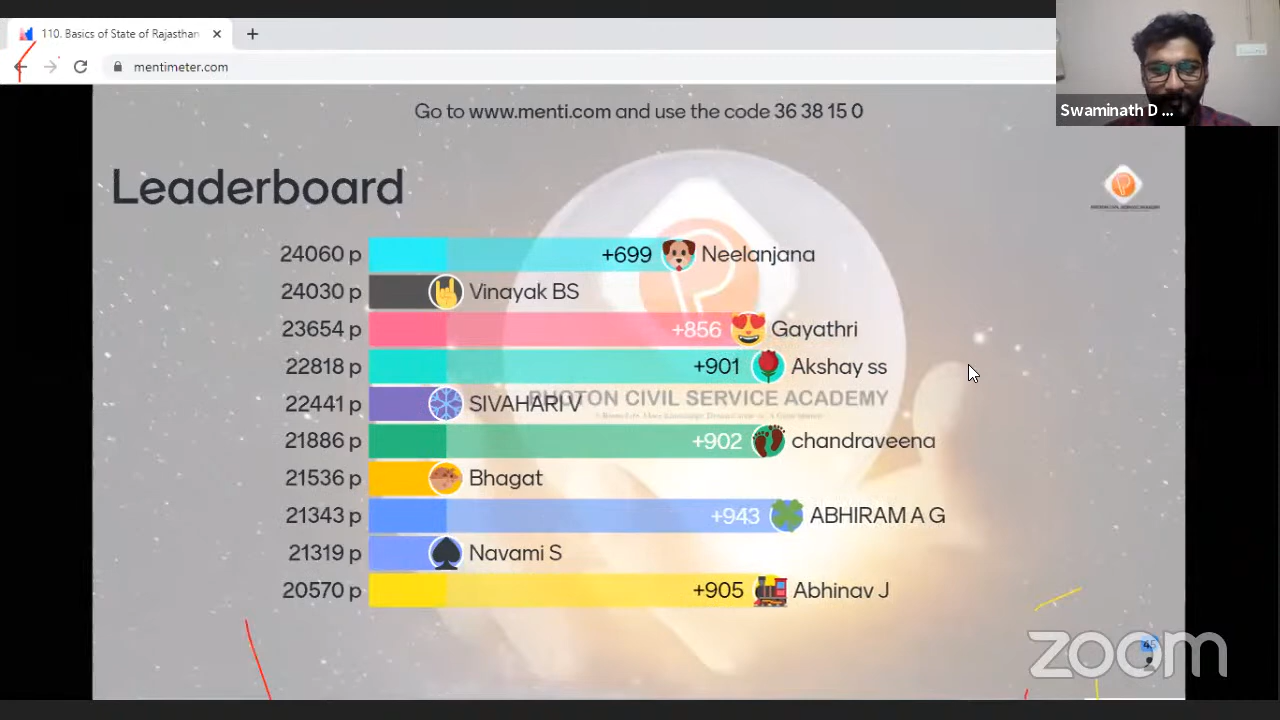 110. Basics of State of Rajasthan
mentimeter.com
Swaminath D ...
Go to www.menti.com and use the code 36 38 15 0
Leaderboard
24060 p +699 Neelanjana
24030 p Vinayak BS
23654 p +856 Gayathri
22818 p +901 Akshay ss
PHOTON CIVIL SERVICE ACADEMY
22441 p SIVAHARI V
21886 p +902 chandraveena
21536 p Bhagat
21343 p +943 ABHIRAM A G
21319 p Navami S
20570 p +905 Abhinav J
zoom
45